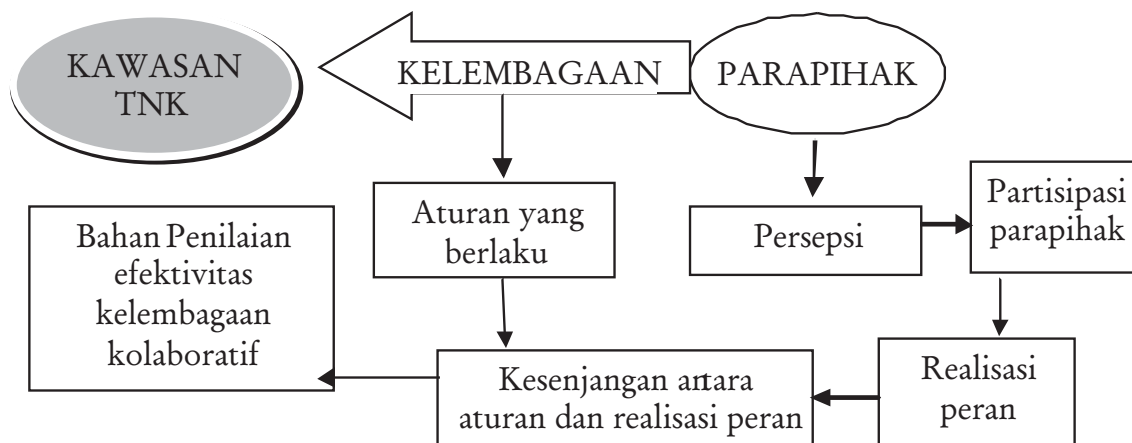 KAWASAN
TNK
KELEMBAGAAN
PARAPIHAK
Bahan Penilaian
efektivitas
kelembagaan
kolaboratif
Aturan yang
berlaku
Persepsi
Partisipasi
parapihak
Kesenjangan antara
aturan dan realisasi peran
Realisasi
peran